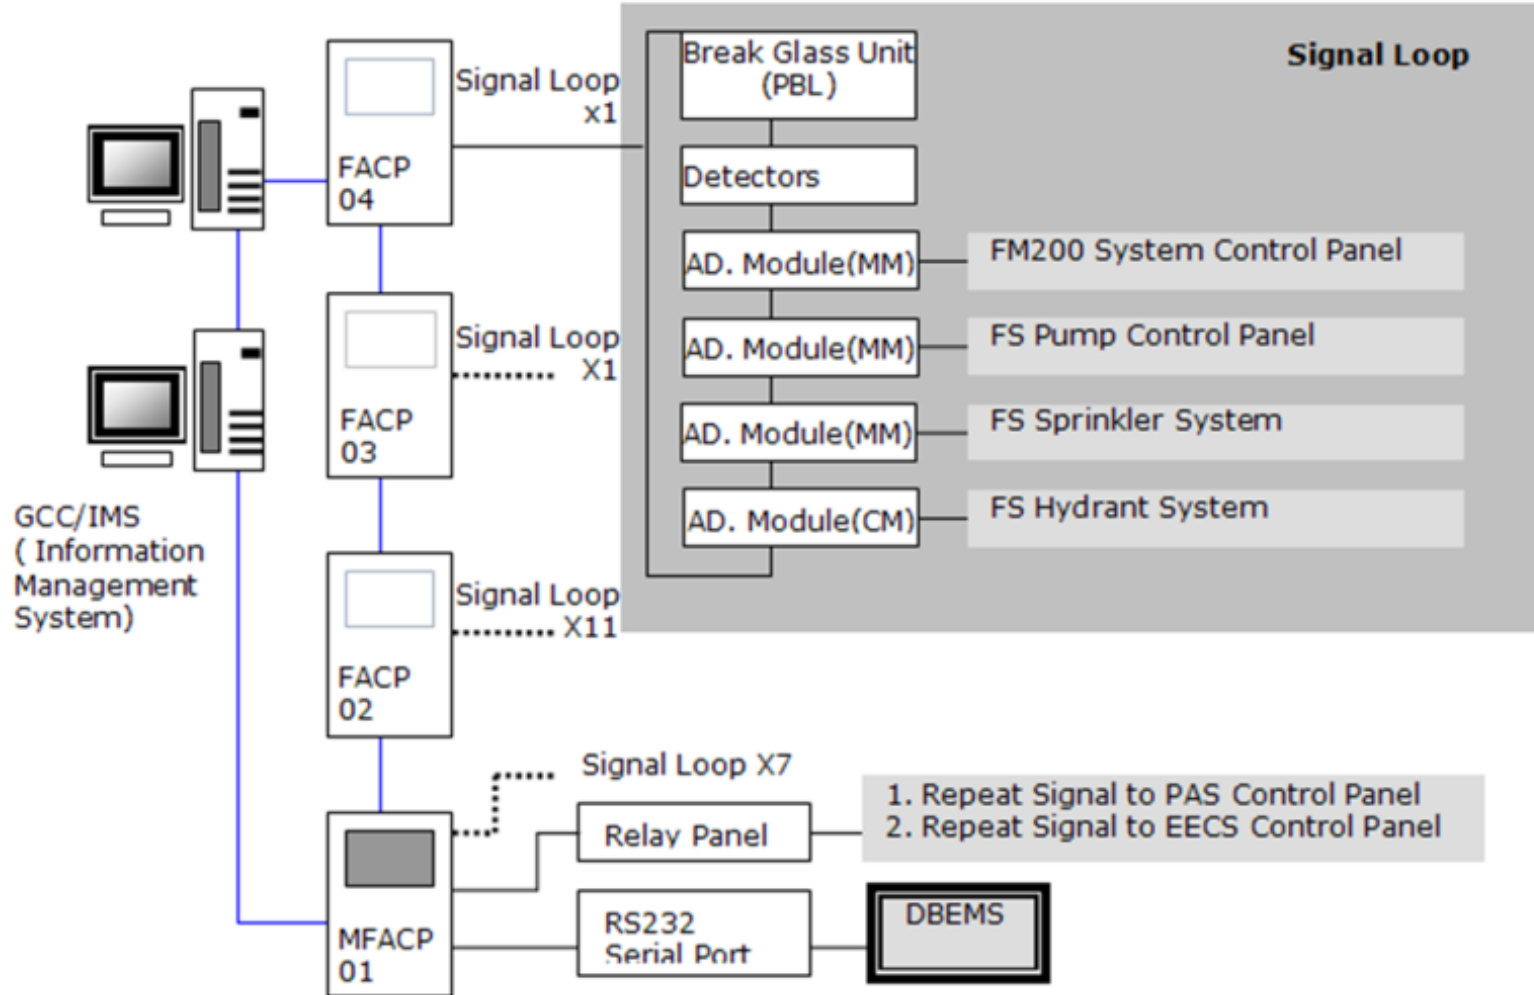 Signal Loop
Break Glass Unit
(PBL)
Signal Loop
x1
FACP
04
Detectors
AD. Module(MM)
FM200 System Control Panel
Signal Loop
X1
AD. Module(MM)
FS Pump Control Panel
FACP
03
AD. Module(MM)
FS Sprinkler System
AD. Module(CM)
FS Hydrant System
GCC/IMS
( Information
Management
System)
Signal Loop
X11
FACP
02
Signal Loop X7
1. Repeat Signal to PAS Control Panel
2. Repeat Signal to EECS Control Panel
Relay Panel
MFACP
01
RS232
Serial Port
DBEMS